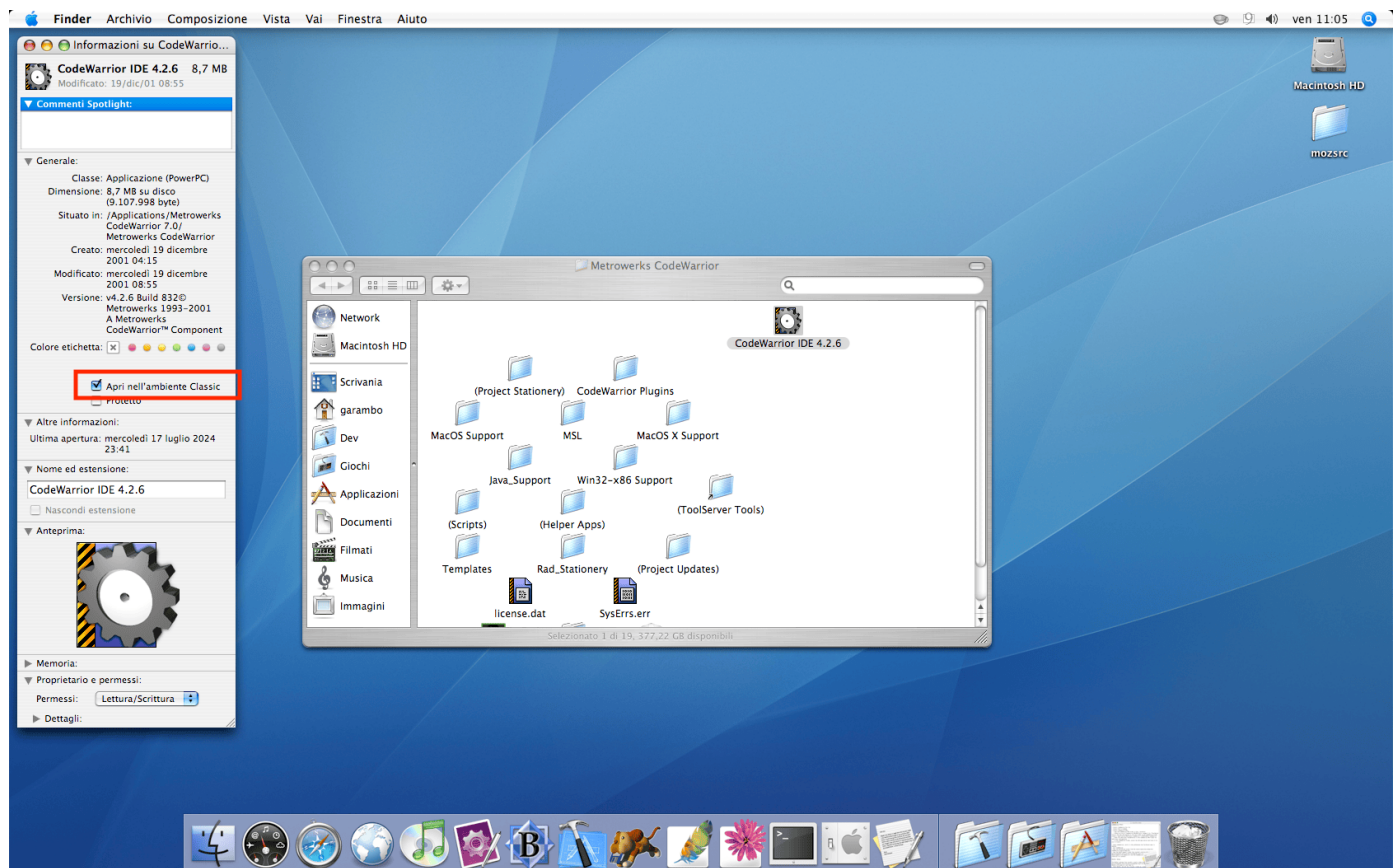 Finder Archivio Composizione Vista Vai Finestra Aiuto
ven 11:05
Informazioni su CodeWarrio...
CodeWarrior IDE 4.2.6 8,7 MB
Modificato: 19/dic/01 08:55
Commenti Spotlight:
Generale:
Classe: Applicazione (PowerPC)
Dimensione: 8,7 MB su disco
(9.107.998 byte)
Situato in: /Applications/Metrowerks
CodeWarrior 7.0/
Metrowerks CodeWarrior
Creato: mercoledì 19 dicembre
2001 04:15
Modificato: mercoledì 19 dicembre
2001 08:55
Versione: v4.2.6 Build 832©
Metrowerks 1993-2001
A Metrowerks
CodeWarrior™ Component
Colore etichetta:
Apri nell'ambiente Classic
Protetto
Altre informazioni:
Ultima apertura: mercoledì 17 luglio 2024
23:41
Nome ed estensione:
CodeWarrior IDE 4.2.6
Nascondi estensione
Anteprima:
Memoria:
Proprietario e permessi:
Permessi: Lettura/Scrittura
Dettagli:
Metrowerks CodeWarrior
Network
Macintosh HD
Scrivania
garambo
Dev
Giochi
Applicazioni
Documenti
Filmati
Musica
Immagini
CodeWarrior IDE 4.2.6
(Project Stationery) CodeWarrior Plugins
MacOS Support MSL MacOS X Support
Java_Support Win32-x86 Support
(ToolServer Tools)
(Scripts) (Helper Apps)
Templates Rad_Stationery (Project Updates)
license.dat SysErrs.err
Selezionato 1 di 19, 377,22 GB disponibili
Macintosh HD
mozsrc